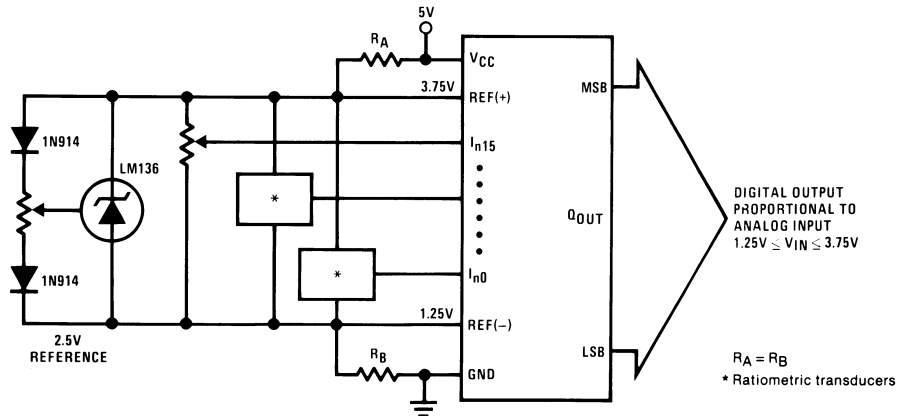 5V
RA
VCC
3.75V
REF(+)
MSB
1N914
In15
LM136
*
DIGITAL OUTPUT
PROPORTIONAL TO
ANALOG INPUT
1.25V ≤ VIN ≤ 3.75V
QOUT
*
In0
1N914
1.25V
REF(−)
2.5V
REFERENCE
RB
GND
LSB
RA = RB
* Ratiometric transducers